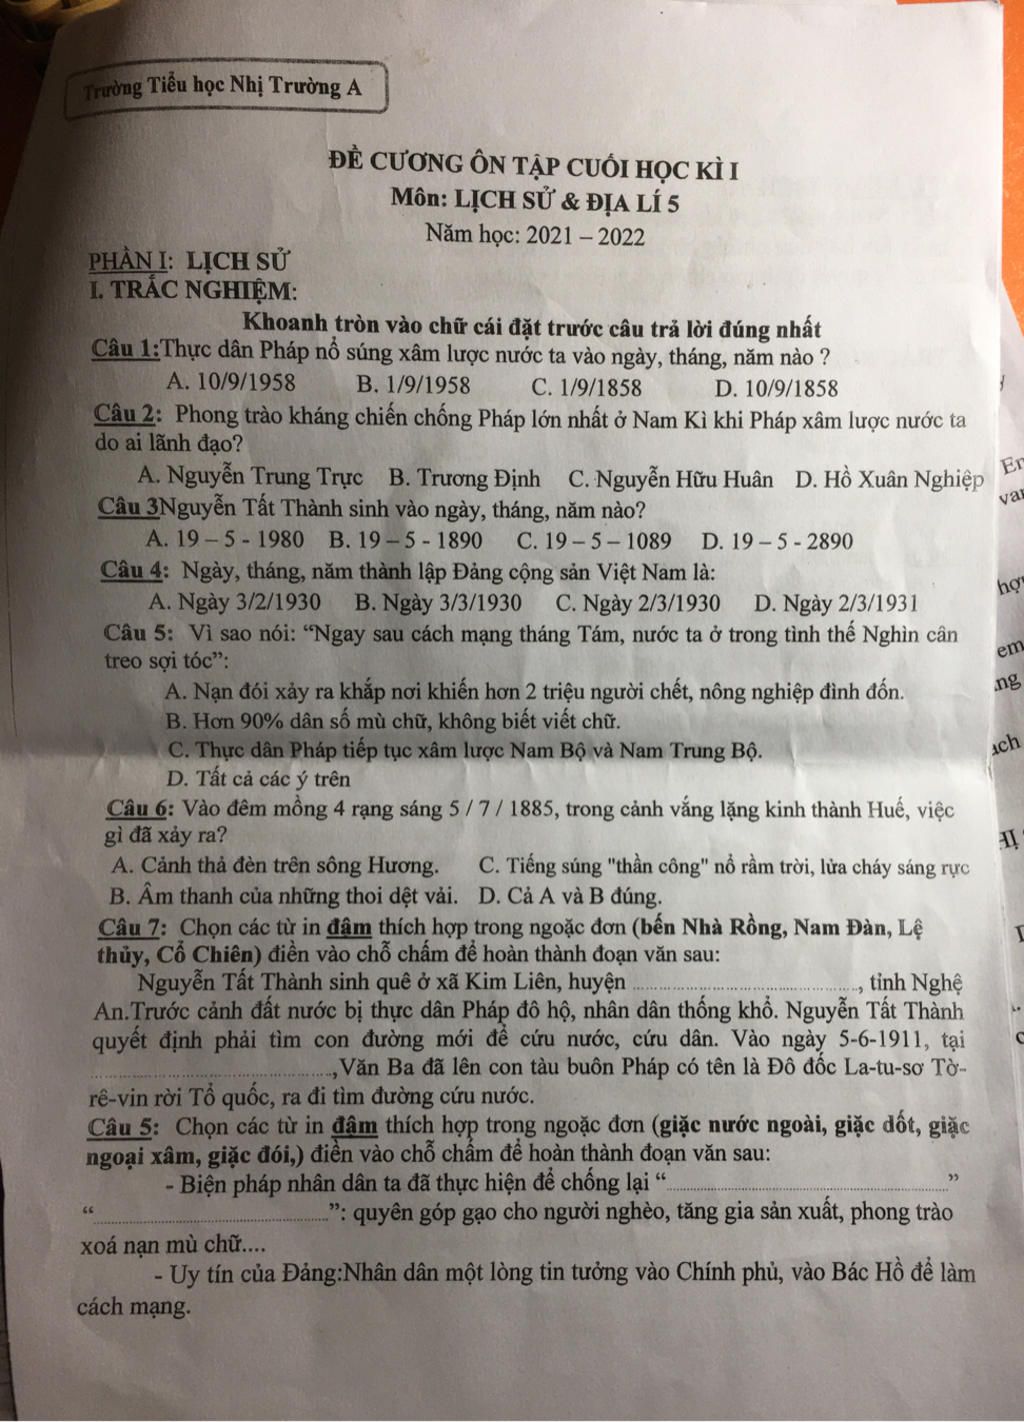 Trường Tiểu học Nhị Trường A
ĐỀ CƯƠNG ÔN TẬP CUỐI HỌC KÌ I
Môn: LỊCH SỬ & ĐỊA LÍ 5
Năm học: 2021 – 2022
PHẦN I: LỊCH SỬ
I. TRẮC NGHIỆM:
Khoanh tròn vào chữ cái đặt trước câu trả lời đúng nhất
Câu 1:Thực dân Pháp nổ súng xâm lược nước ta vào ngày, tháng, năm nào ?
A. 10/9/1958 B. 1/9/1958 C. 1/9/1858 D. 10/9/1858
Câu 2: Phong trào kháng chiến chống Pháp lớn nhất ở Nam Kì khi Pháp xâm lược nước ta
do ai lãnh đạo?
A. Nguyễn Trung Trực B. Trương Định C. Nguyễn Hữu Huân D. Hồ Xuân Nghiệp
Câu 3Nguyễn Tất Thành sinh vào ngày, tháng, năm nào?
A. 19 – 5 - 1980 B. 19 – 5 - 1890 C. 19 – 5 – 1089 D. 19 – 5 - 2890
Câu 4: Ngày, tháng, năm thành lập Đảng cộng sản Việt Nam là:
A. Ngày 3/2/1930 B. Ngày 3/3/1930 C. Ngày 2/3/1930 D. Ngày 2/3/1931
Câu 5: Vì sao nói: “Ngay sau cách mạng tháng Tám, nước ta ở trong tình thế Nghìn cân
treo sợi tóc”:
A. Nạn đói xảy ra khắp nơi khiến hơn 2 triệu người chết, nông nghiệp đình đốn.
B. Hơn 90% dân số mù chữ, không biết viết chữ.
C. Thực dân Pháp tiếp tục xâm lược Nam Bộ và Nam Trung Bộ.
D. Tất cả các ý trên
Câu 6: Vào đêm mồng 4 rạng sáng 5 / 7 / 1885, trong cảnh vắng lặng kinh thành Huế, việc
gì đã xảy ra?
A. Cảnh thả đèn trên sông Hương. C. Tiếng súng "thần công" nổ rầm trời, lửa cháy sáng rực
B. Âm thanh của những thoi dệt vải. D. Cả A và B đúng.
Câu 7: Chọn các từ in đậm thích hợp trong ngoặc đơn (bến Nhà Rồng, Nam Đàn, Lệ
thủy, Cổ Chiên) điền vào chỗ chấm để hoàn thành đoạn văn sau:
Nguyễn Tất Thành sinh quê ở xã Kim Liên, huyện ........................................, tỉnh Nghệ
An.Trước cảnh đất nước bị thực dân Pháp đô hộ, nhân dân thống khổ. Nguyễn Tất Thành
quyết định phải tìm con đường mới để cứu nước, cứu dân. Vào ngày 5-6-1911, tại
........................................,Văn Ba đã lên con tàu buôn Pháp có tên là Đô đốc La-tu-sơ Tờ-
rê-vin rời Tổ quốc, ra đi tìm đường cứu nước.
Câu 5: Chọn các từ in đậm thích hợp trong ngoặc đơn (giặc nước ngoài, giặc dốt, giặc
ngoại xâm, giặc đói,) điền vào chỗ chấm để hoàn thành đoạn văn sau:
- Biện pháp nhân dân ta đã thực hiện để chống lại “..................................................”
“........................................”: quyên góp gạo cho người nghèo, tăng gia sản xuất, phong trào
xoá nạn mù chữ....
- Uy tín của Đảng:Nhân dân một lòng tin tưởng vào Chính phủ, vào Bác Hồ để làm
cách mạng.